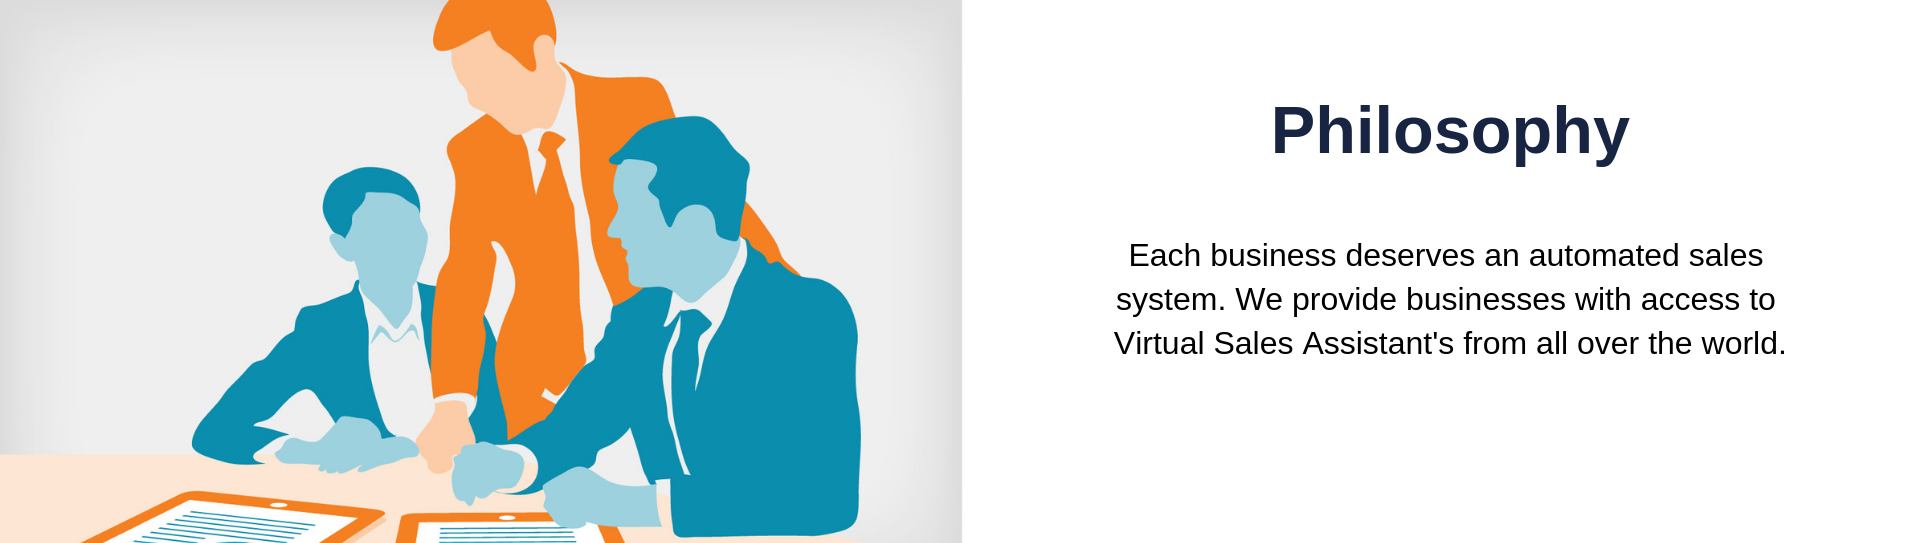 Philosophy
Each business deserves an automated sales
system. We provide businesses with access to
Virtual Sales Assistant's from all over the world.